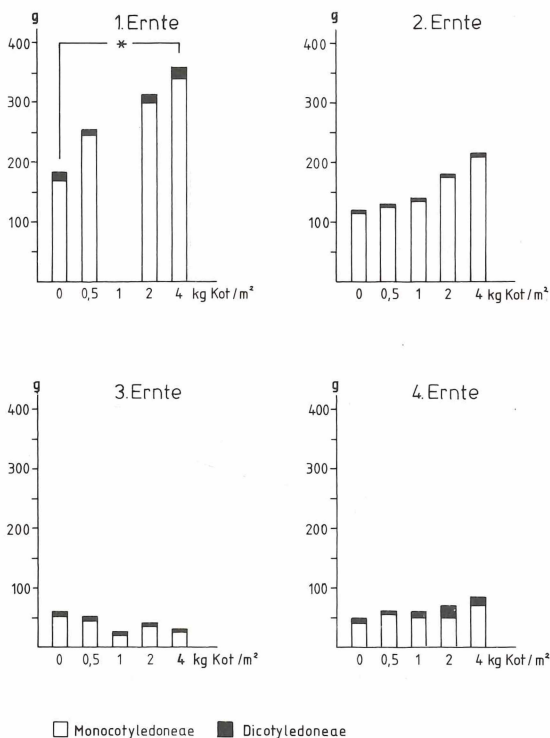 1. Ernte
g
400
300
200
100
*
0 0,5 1 2 4 kg Kot/m²
2. Ernte
g
400
300
200
100
0 0,5 1 2 4 kg Kot/m²
3. Ernte
g
400
300
200
100
0 0,5 1 2 4 kg Kot/m²
4. Ernte
g
400
300
200
100
0 0,5 1 2 4 kg Kot/m²
Monocotyledoneae Dicotyledoneae